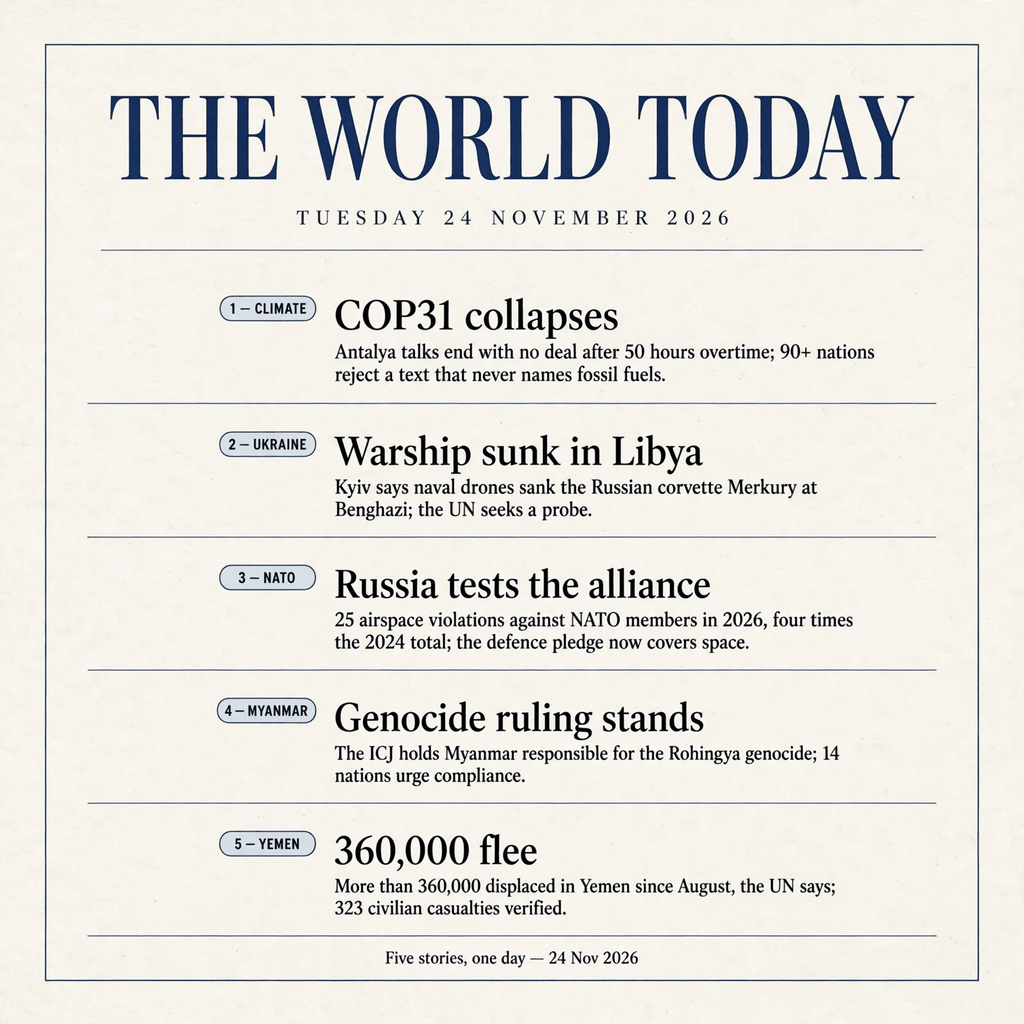 THE WORLD TODAY
TUESDAY 24 NOVEMBER 2026
1 — CLIMATE
COP31 collapses
Antalya talks end with no deal after 50 hours overtime; 90+ nations
reject a text that never names fossil fuels.
2 — UKRAINE
Warship sunk in Libya
Kyiv says naval drones sank the Russian corvette Merkury at
Benghazi; the UN seeks a probe.
3 — NATO
Russia tests the alliance
25 airspace violations against NATO members in 2026, four times
the 2024 total; the defence pledge now covers space.
4 — MYANMAR
Genocide ruling stands
The ICJ holds Myanmar responsible for the Rohingya genocide; 14
nations urge compliance.
5 — YEMEN
360,000 flee
More than 360,000 displaced in Yemen since August, the UN says;
323 civilian casualties verified.
Five stories, one day — 24 Nov 2026